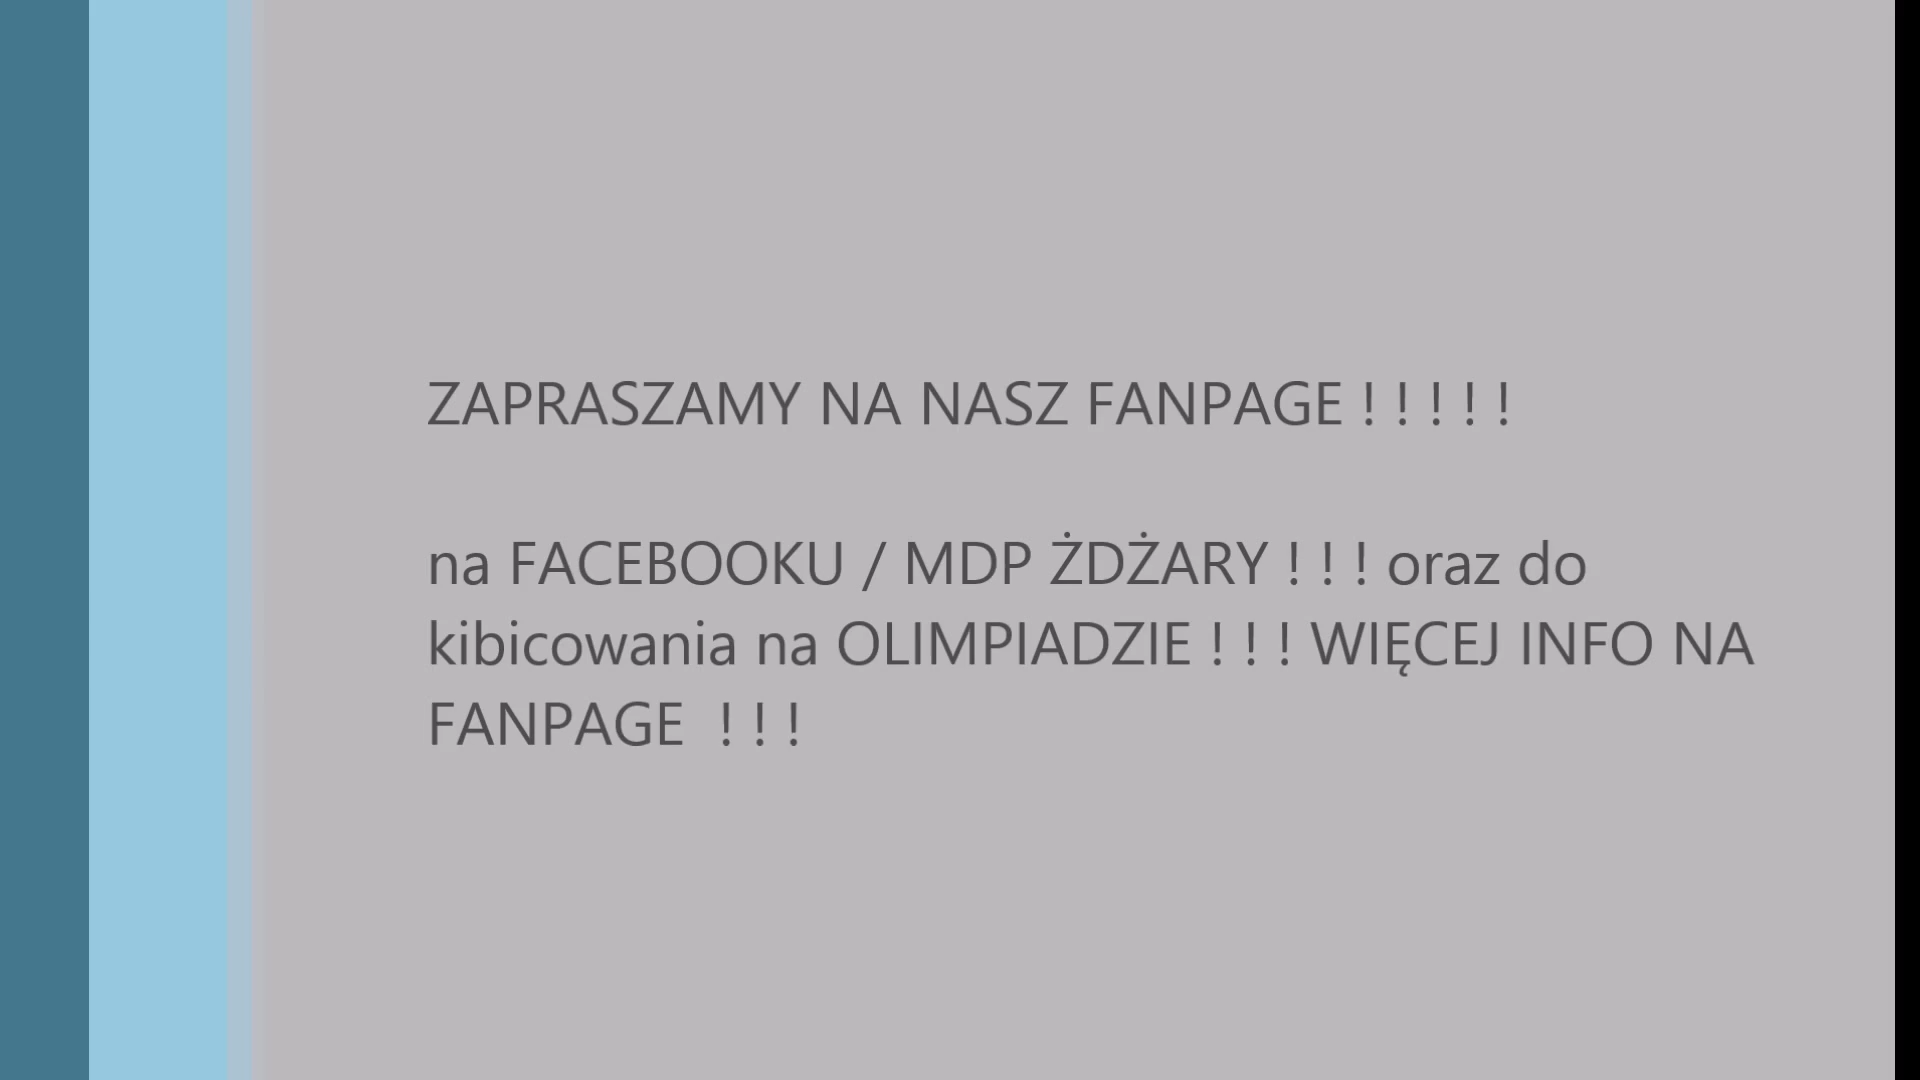 ZAPRASZAMY NA NASZ FANPAGE ! ! ! ! !
na FACEBOOKU / MDP ŻDŻARY ! ! ! oraz do
kibicowania na OLIMPIADZIE ! ! ! WIĘCEJ INFO NA
FANPAGE  ! ! !